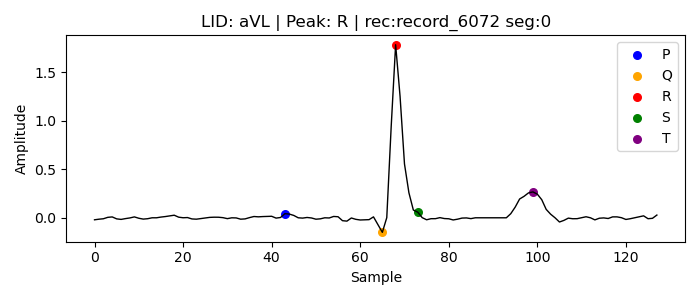 LID: aVL | Peak: R | rec:record_6072 seg:0
P
Q
R
S
T
1.5
1.0
0.5
0.0
Amplitude
0 20 40 60 80 100 120
Sample